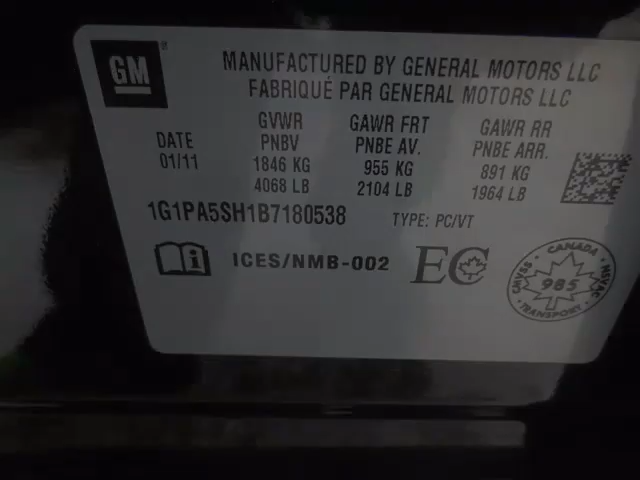 GM
MANUFACTURED BY GENERAL MOTORS LLC
FABRIQUÉ PAR GENERAL MOTORS LLC
DATE
01/11
GVWR
PNBV
1846 KG
4068 LB
GAWR FRT
PNBE AV.
955 KG
2104 LB
GAWR RR
PNBE ARR.
891 KG
1964 LB
1G1PA5SH1B7180538
TYPE: PC/VT
ICES/NMB-002
EC
CANADA
CMVSS
NSVAC
985
TRANSPORT